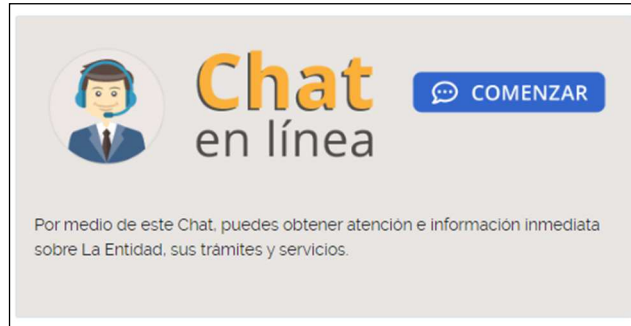 Chat
en línea
COMENZAR
Por medio de este Chat, puedes obtener atención e información inmediata
sobre La Entidad, sus trámites y servicios.